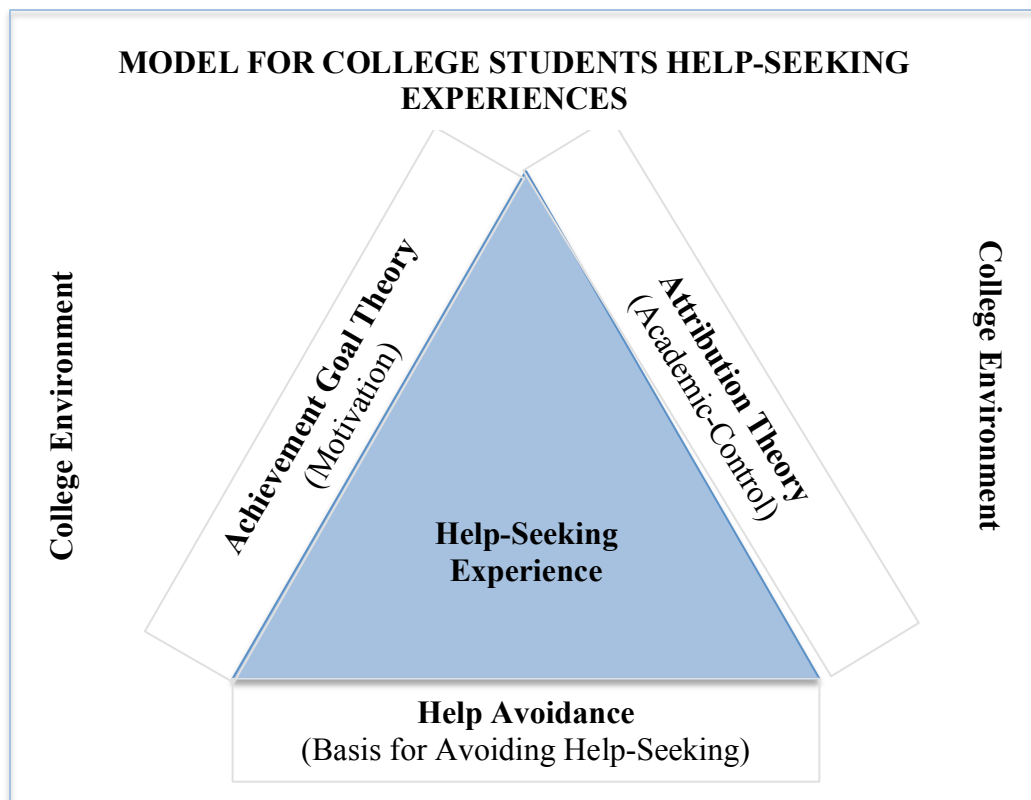 MODEL FOR COLLEGE STUDENTS HELP-SEEKING
EXPERIENCES
College Environment
Achievement Goal Theory
(Motivation)
Attribution Theory
(Academic-Control)
College Environment
Help-Seeking
Experience
Help Avoidance
(Basis for Avoiding Help-Seeking)